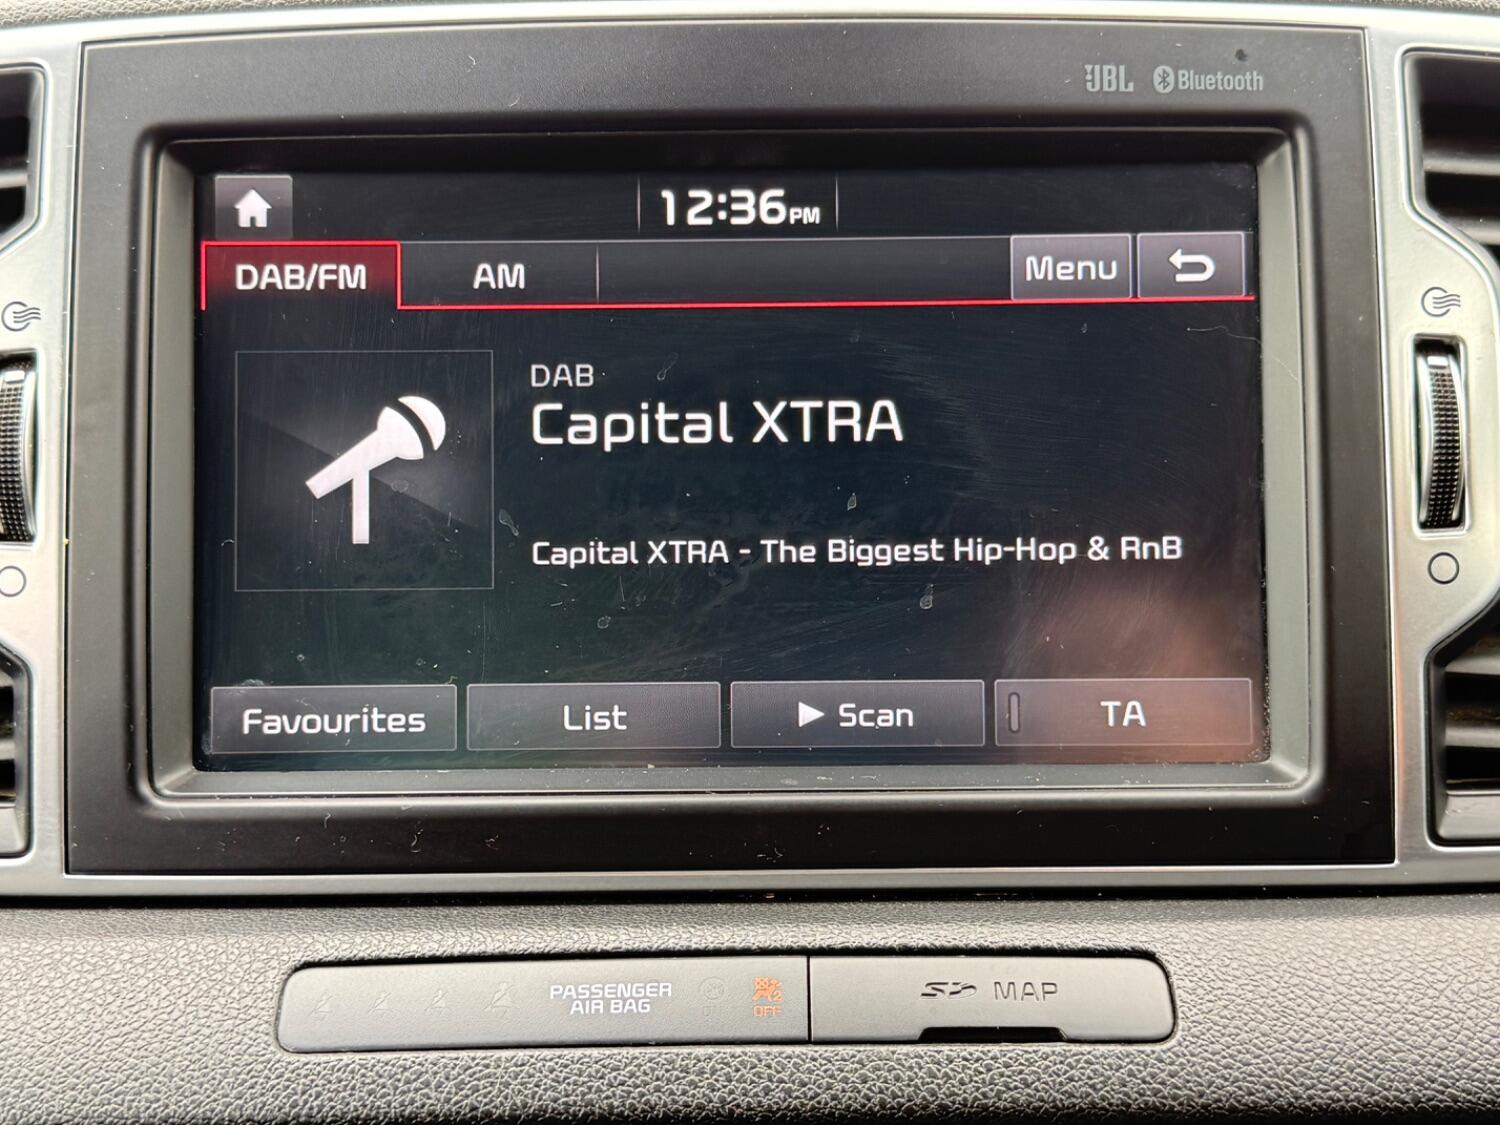 JBL Bluetooth
12:36PM
DAB/FM AM Menu
DAB
Capital XTRA
Capital XTRA - The Biggest Hip-Hop & RnB
Favourites List Scan TA
PASSENGER
AIR BAG
OFF
SD MAP